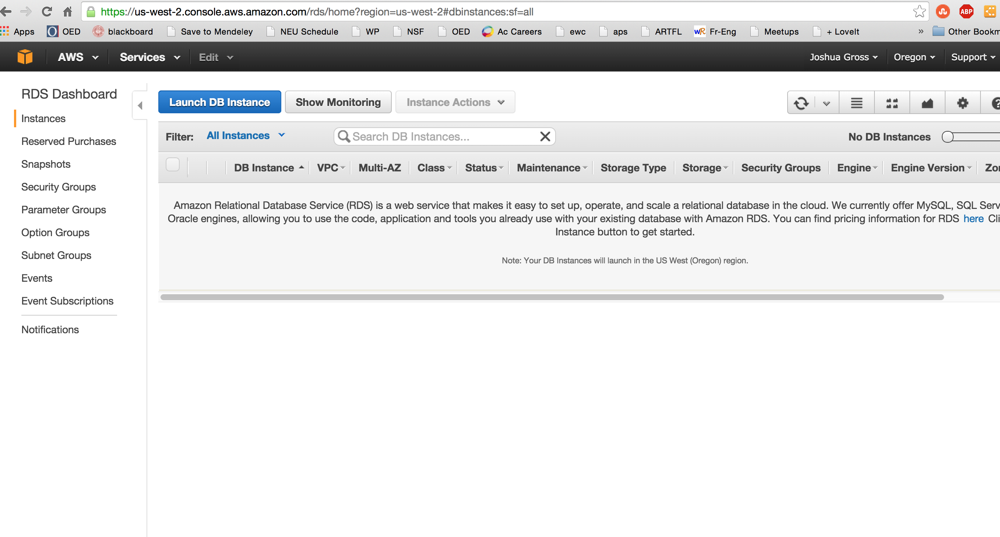 https://us-west-2.console.aws.amazon.com/rds/home?region=us-west-2#dbinstances:sf=all
ABP
Apps OED blackboard Save to Mendeley NEU Schedule WP NSF OED Ac Careers ewc aps ARTFL WR Fr-Eng Meetups + LoveIt » Other Bookm
AWS Services Edit Joshua Gross Oregon Support
RDS Dashboard
Instances
Reserved Purchases
Snapshots
Security Groups
Parameter Groups
Option Groups
Subnet Groups
Events
Event Subscriptions
Notifications
Launch DB Instance Show Monitoring Instance Actions
Filter: All Instances Search DB Instances... No DB Instances
DB Instance VPC Multi-AZ Class Status Maintenance Storage Type Storage Security Groups Engine Engine Version Zon
Amazon Relational Database Service (RDS) is a web service that makes it easy to set up, operate, and scale a relational database in the cloud. We currently offer MySQL, SQL Serv
Oracle engines, allowing you to use the code, application and tools you already use with your existing database with Amazon RDS. You can find pricing information for RDS here Cli
Instance button to get started.
Note: Your DB Instances will launch in the US West (Oregon) region.